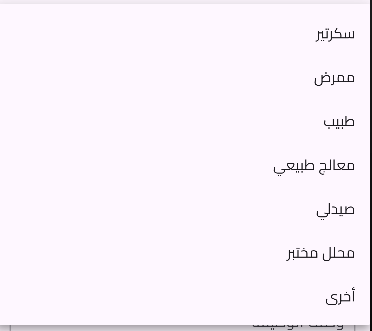 سكرتير
ممرض
طبيب
معالج طبيعي
صيدلي
محلل مختبر
أخرى